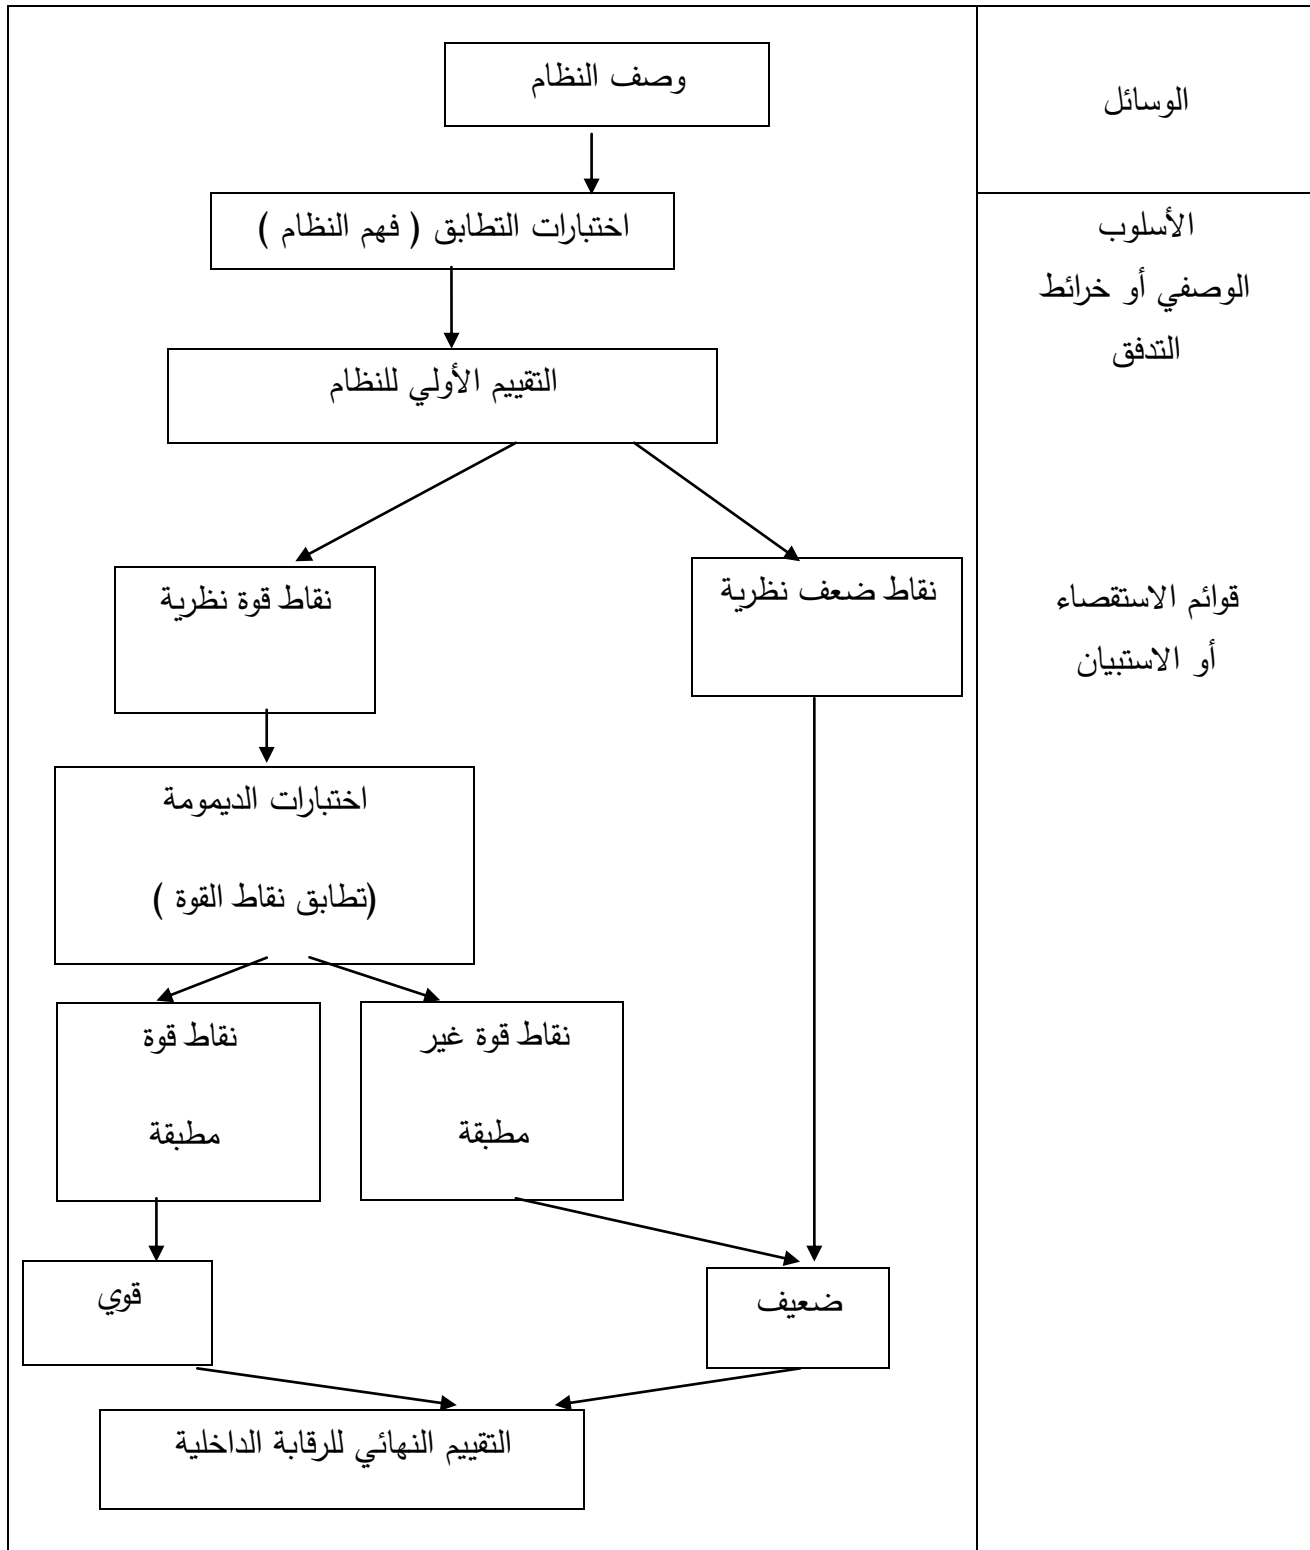 وصف النظام
الوسائل
اختبارات التطابق ( فهم النظام )
الأسلوب
الوصفي أو خرائط
التدفق
التقييم الأولي للنظام
نقاط ضعف نظرية
نقاط قوة نظرية
قوائم الاستقصاء
أو الاستبيان
اختبارات الديمومة
(تطابق نقاط القوة )
نقاط قوة غير
مطبقة
نقاط قوة
مطبقة
ضعيف
قوي
التقييم النهائي للرقابة الداخلية